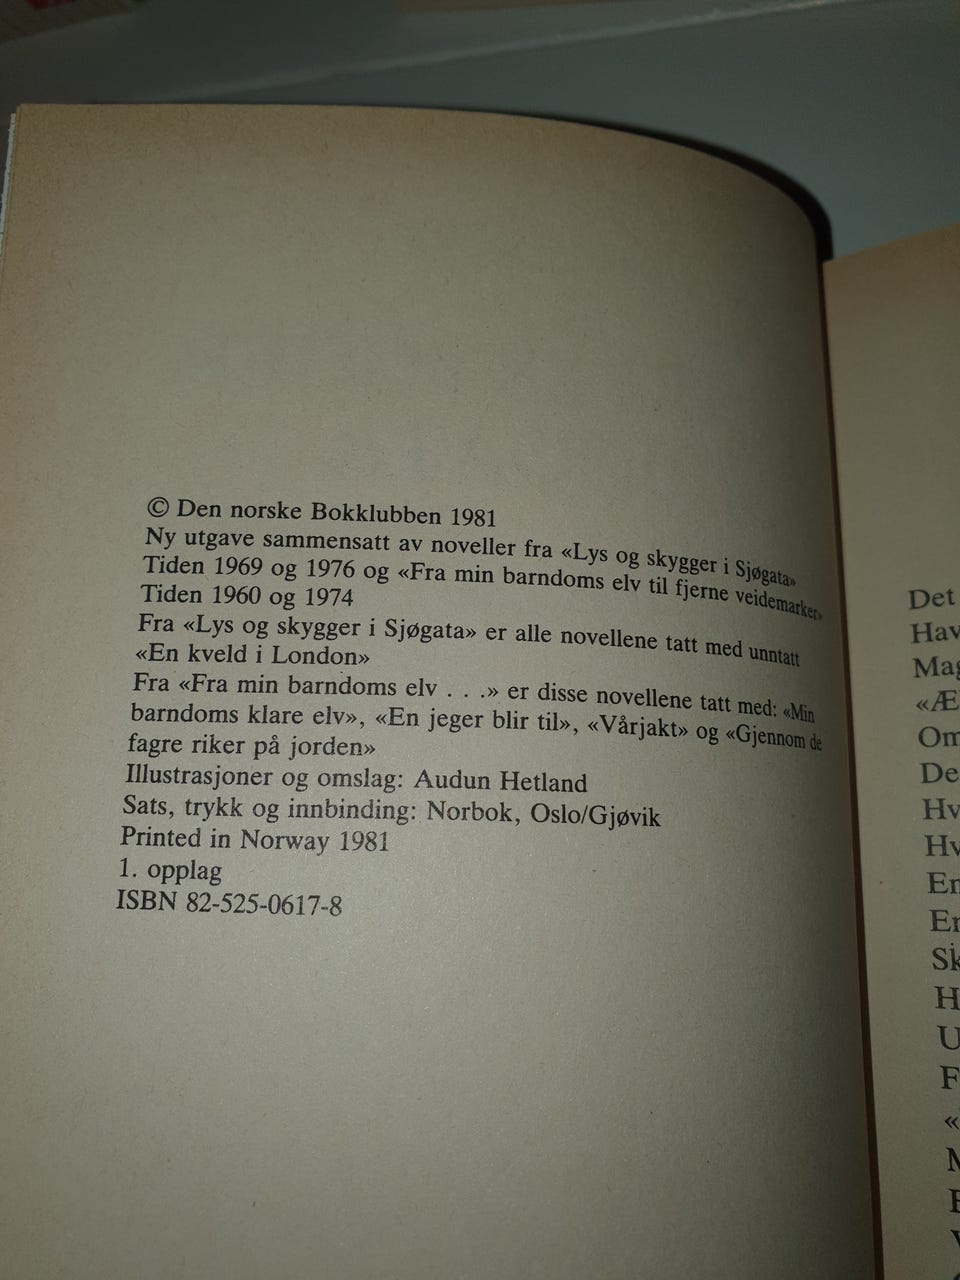 © Den norske Bokklubben 1981
Ny utgave sammensatt av noveller fra «Lys og skygger i Sjøgata»
Tiden 1969 og 1976 og «Fra min barndoms elv til fjerne veidemarker»
Tiden 1960 og 1974
Fra «Lys og skygger i Sjøgata» er alle novellene tatt med unntatt
«En kveld i London»
Fra «Fra min barndoms elv . . .» er disse novellene tatt med: «Min
barndoms klare elv», «En jeger blir til», «Vårjakt» og «Gjennom de
fagre riker på jorden»
Illustrasjoner og omslag: Audun Hetland
Sats, trykk og innbinding: Norbok, Oslo/Gjøvik
Printed in Norway 1981
1. opplag
ISBN 82-525-0617-8
Det